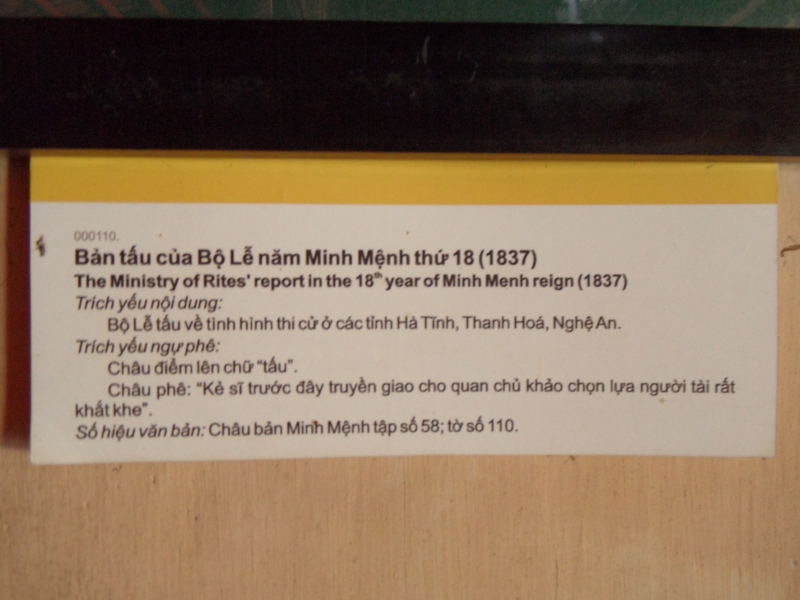 000110.
Bản tấu của Bộ Lễ năm Minh Mệnh thứ 18 (1837)
The Ministry of Rites' report in the 18th year of Minh Menh reign (1837)
Trích yếu nội dung:
Bộ Lễ tấu về tình hình thi cử ở các tỉnh Hà Tĩnh, Thanh Hoá, Nghệ An.
Trích yếu ngự phê:
Châu điểm lên chữ “tấu”.
Châu phê: “Kẻ sĩ trước đây truyền giao cho quan chủ khảo chọn lựa người tài rất
khắt khe”.
Số hiệu văn bản: Châu bản Minh Mệnh tập số 58; tờ số 110.